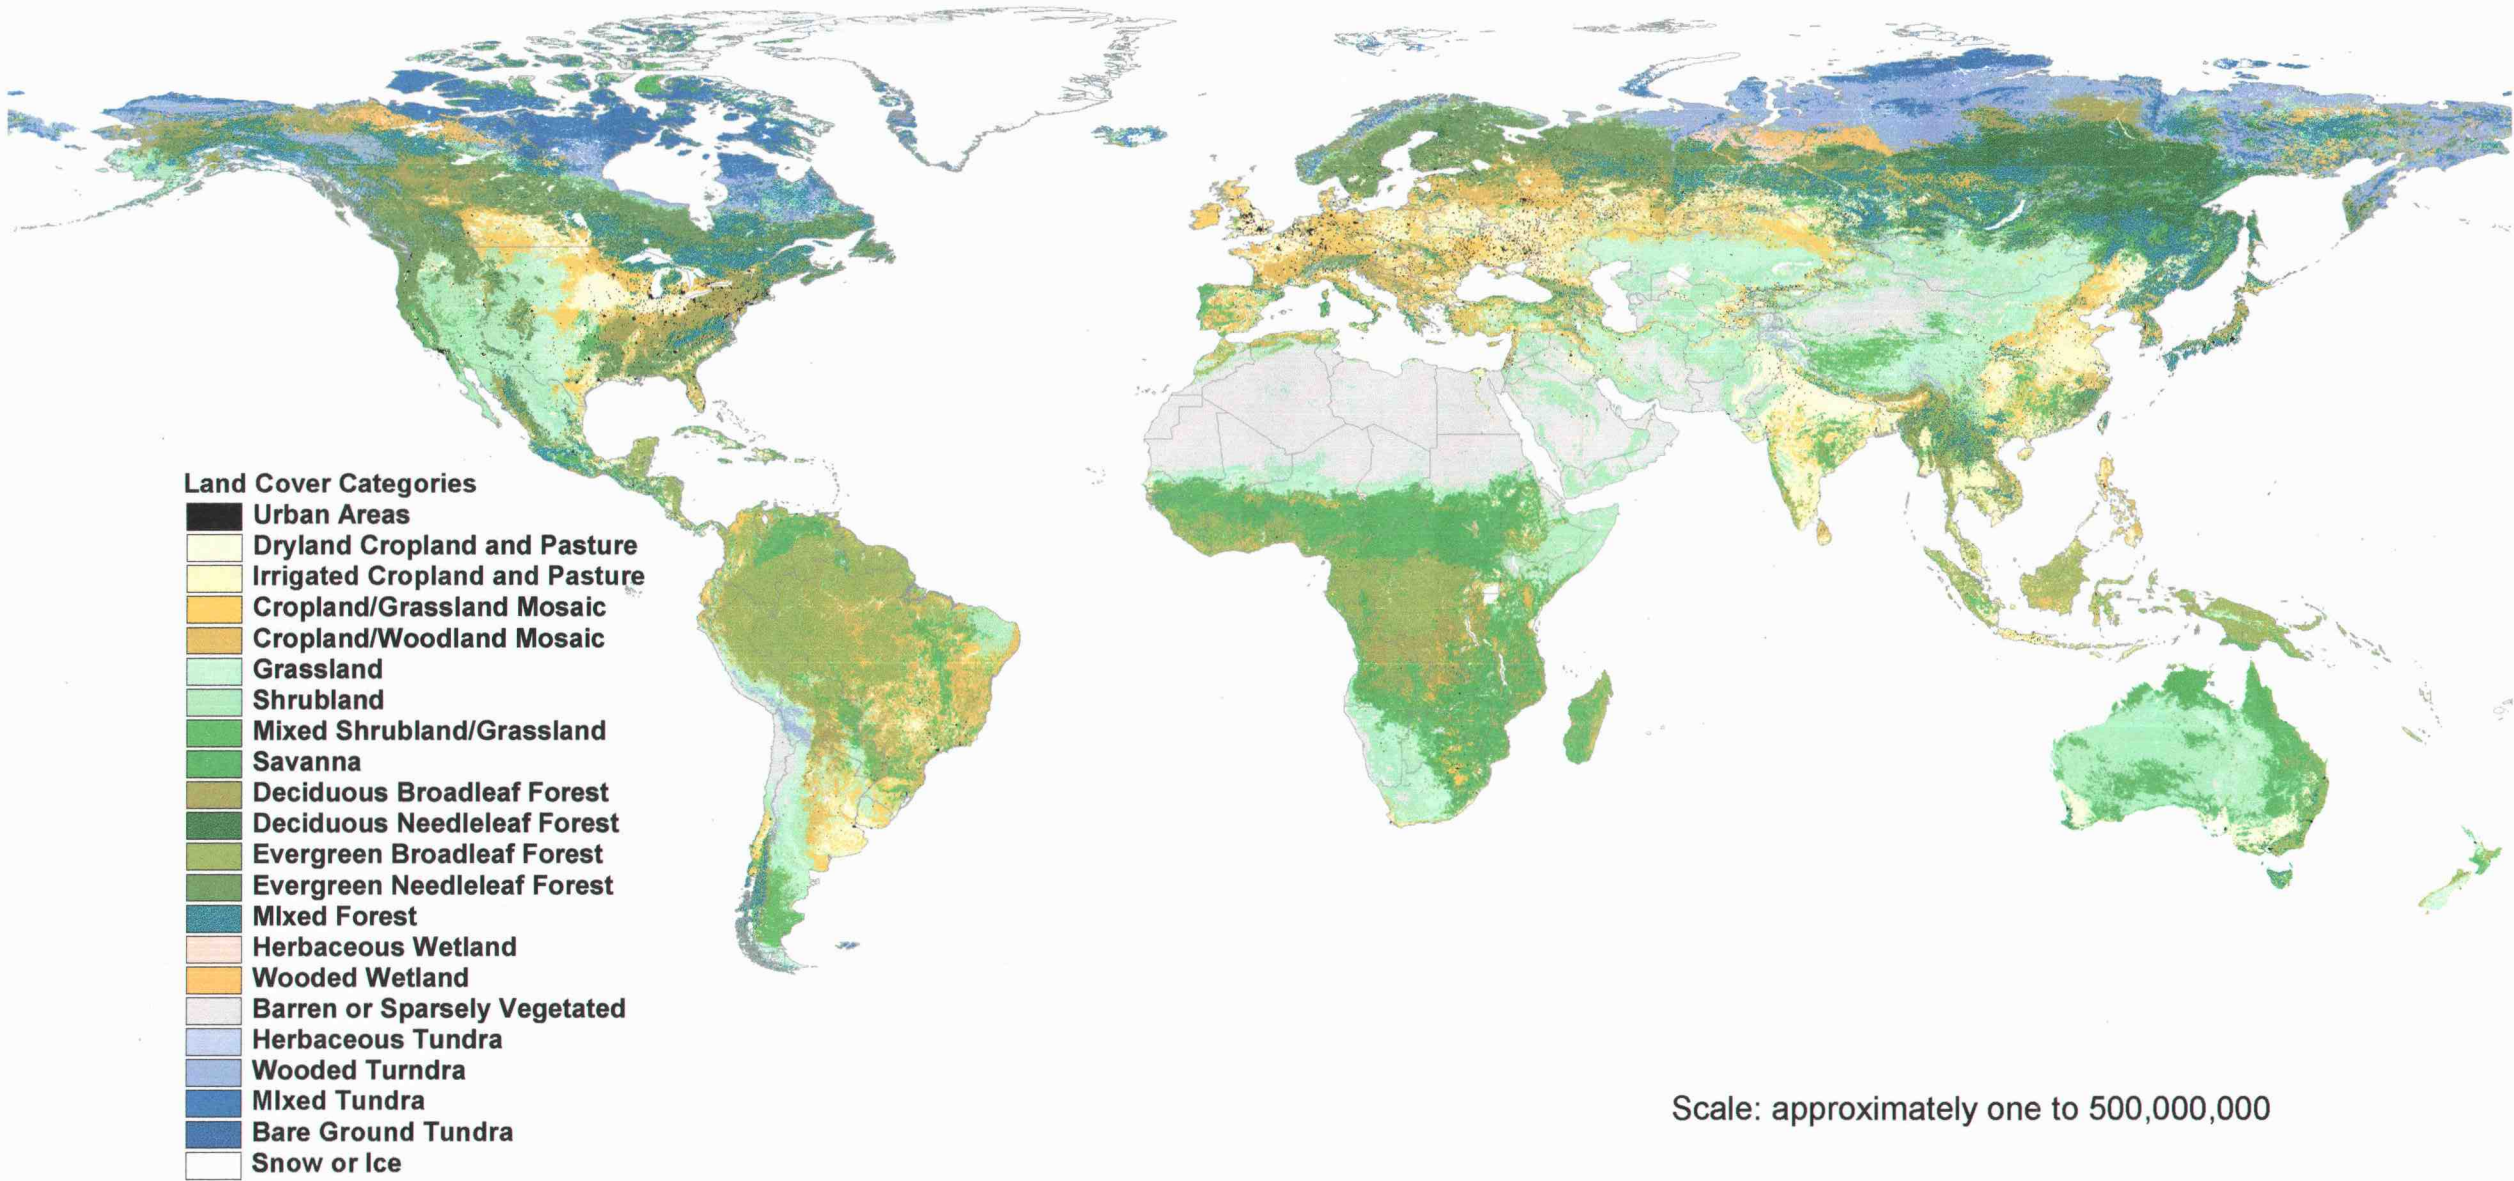 Land Cover Categories
Urban Areas
Dryland Cropland and Pasture
Irrigated Cropland and Pasture
Cropland/Grassland Mosaic
Cropland/Woodland Mosaic
Grassland
Shrubland
Mixed Shrubland/Grassland
Savanna
Deciduous Broadleaf Forest
Deciduous Needleleaf Forest
Evergreen Broadleaf Forest
Evergreen Needleleaf Forest
MIxed Forest
Herbaceous Wetland
Wooded Wetland
Barren or Sparsely Vegetated
Herbaceous Tundra
Wooded Turndra
MIxed Tundra
Bare Ground Tundra
Snow or Ice
Scale: approximately one to 500,000,000